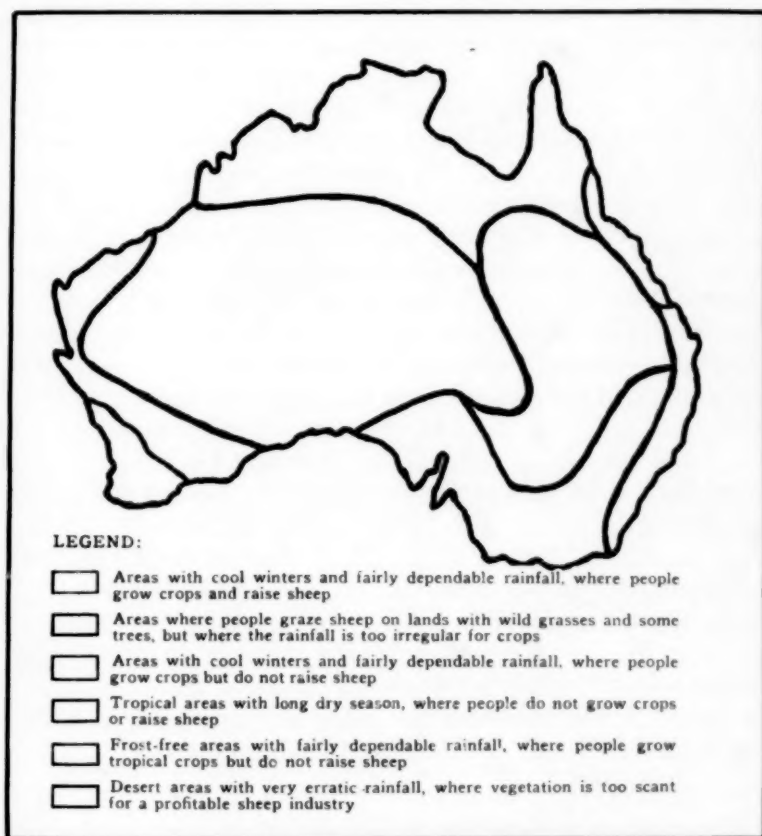 LEGEND:
Areas with cool winters and fairly dependable rainfall, where people
grow crops and raise sheep
Areas where people graze sheep on lands with wild grasses and some
trees, but where the rainfall is too irregular for crops
Areas with cool winters and fairly dependable rainfall, where people
grow crops but do not raise sheep
Tropical areas with long dry season, where people do not grow crops
or raise sheep
Frost-free areas with fairly dependable rainfall, where people grow
tropical crops but do not raise sheep
Desert areas with very erratic rainfall, where vegetation is too scant
for a profitable sheep industry